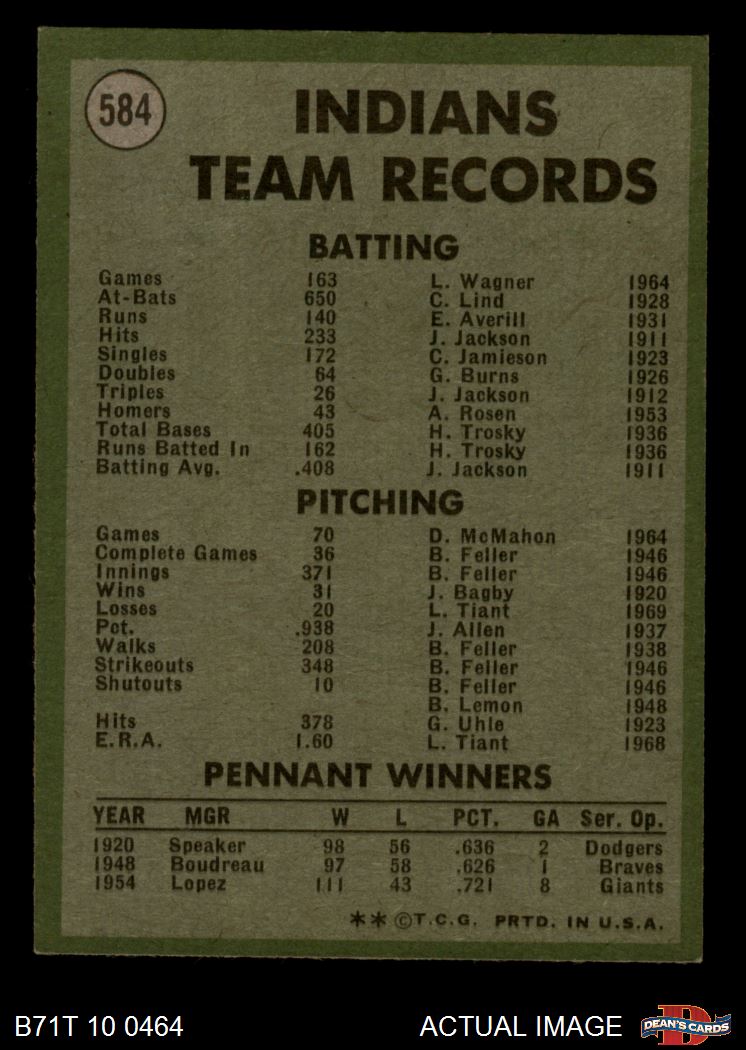 584
INDIANS
TEAM RECORDS
BATTING
Games 163 L. Wagner 1964
At-Bats 650 C. Lind 1928
Runs 140 E. Averill 1931
Hits 233 J. Jackson 1911
Singles 172 C. Jamieson 1923
Doubles 64 G. Burns 1926
Triples 26 J. Jackson 1912
Homers 43 A. Rosen 1953
Total Bases 405 H. Trosky 1936
Runs Batted In 162 H. Trosky 1936
Batting Avg. .408 J. Jackson 1911
PITCHING
Games 70 D. McMahon 1964
Complete Games 36 B. Feller 1946
Innings 371 B. Feller 1946
Wins 31 J. Bagby 1920
Losses 20 L. Tiant 1969
Pct. .938 J. Allen 1937
Walks 208 B. Feller 1938
Strikeouts 348 B. Feller 1946
Shutouts 10 B. Feller 1946
B. Lemon 1948
Hits 378 G. Uhle 1923
E.R.A. 1.60 L. Tiant 1968
PENNANT WINNERS
YEAR MGR W L PCT. GA Ser. Op.
1920 Speaker 98 56 .636 2 Dodgers
1948 Boudreau 97 58 .626 1 Braves
1954 Lopez 111 43 .721 8 Giants
**©T.C.G. PRTD. IN U.S.A.
B71T 10 0464 ACTUAL IMAGE DEAN'S CARDS